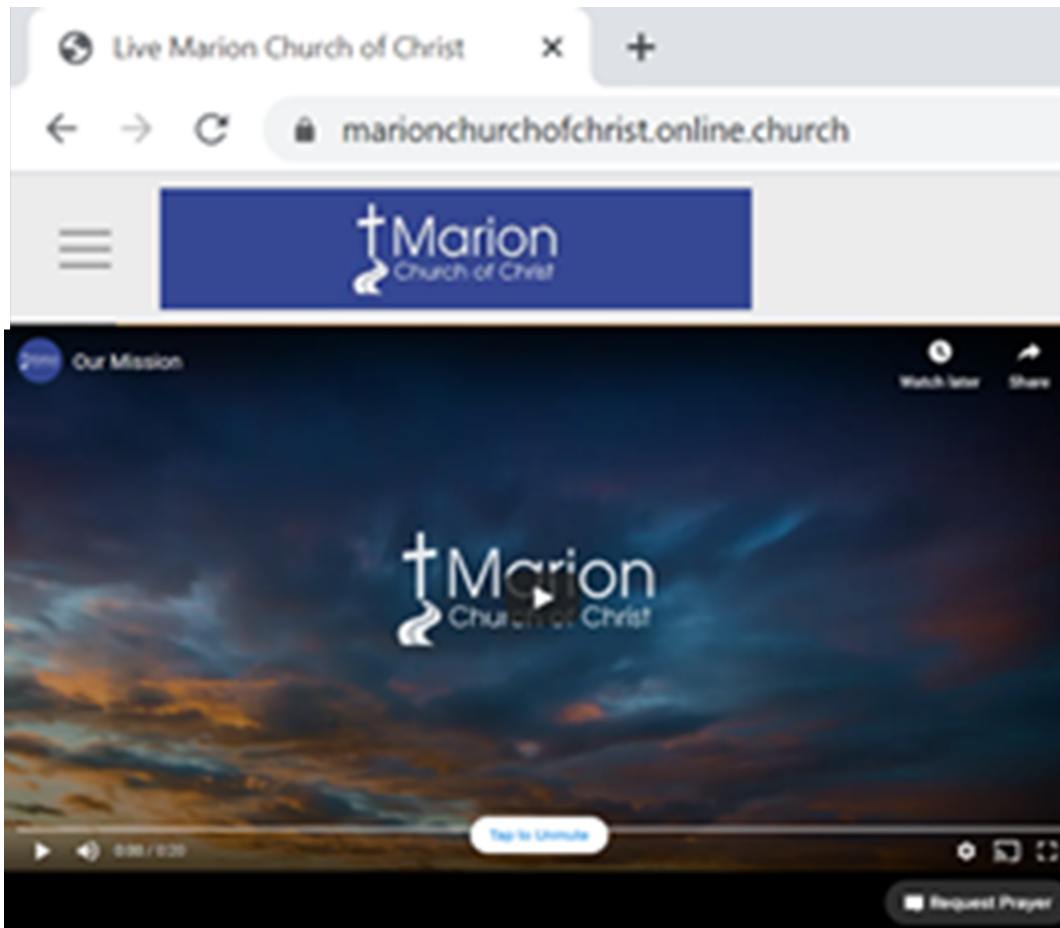 Live Marion Church of Christ
marionchurchofchrist.online.church
Marion
Church of Christ
Our Mission
Watch later
Share
Marion
Church of Christ
Tap to Unmute
0:00 / 0:20
Request Prayer